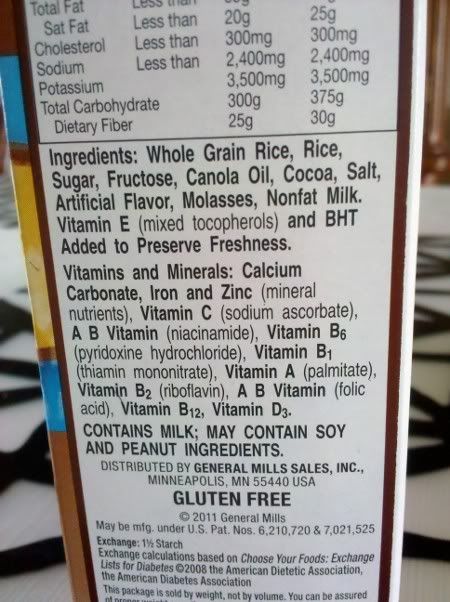 Total Fat Less than
Sat Fat Less than 20g 25g
Cholesterol Less than 300mg 300mg
Sodium Less than 2,400mg 2,400mg
Potassium 3,500mg 3,500mg
Total Carbohydrate 300g 375g
Dietary Fiber 25g 30g
Ingredients: Whole Grain Rice, Rice,
Sugar, Fructose, Canola Oil, Cocoa, Salt,
Artificial Flavor, Molasses, Nonfat Milk.
Vitamin E (mixed tocopherols) and BHT
Added to Preserve Freshness.
Vitamins and Minerals: Calcium
Carbonate, Iron and Zinc (mineral
nutrients), Vitamin C (sodium ascorbate),
A B Vitamin (niacinamide), Vitamin B6
(pyridoxine hydrochloride), Vitamin B1
(thiamin mononitrate), Vitamin A (palmitate),
Vitamin B2 (riboflavin), A B Vitamin (folic
acid), Vitamin B12, Vitamin D3.
CONTAINS MILK; MAY CONTAIN SOY
AND PEANUT INGREDIENTS.
DISTRIBUTED BY GENERAL MILLS SALES, INC.,
MINNEAPOLIS, MN 55440 USA
GLUTEN FREE
© 2011 General Mills
May be mfg. under U.S. Pat. Nos. 6,210,720 & 7,021,525
Exchange: 1½ Starch
Exchange calculations based on Choose Your Foods: Exchange
Lists for Diabetes ©2008 the American Dietetic Association,
the American Diabetes Association
This package is sold by weight, not by volume. You can be assured